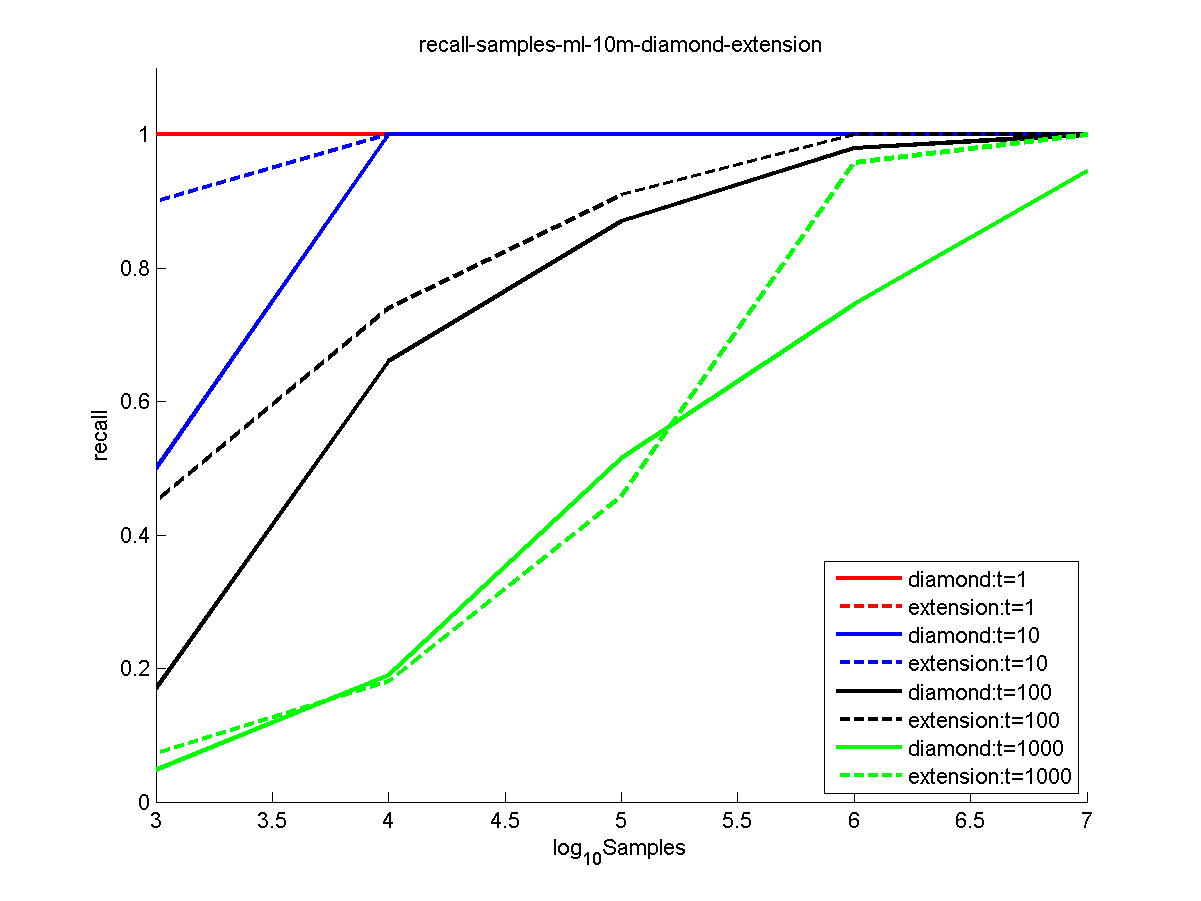 recall-samples-ml-10m-diamond-extension
1
0.8
0.6
0.4
0.2
0
recall
3 3.5 4 4.5 5 5.5 6 6.5 7
log10Samples
diamond:t=1
extension:t=1
diamond:t=10
extension:t=10
diamond:t=100
extension:t=100
diamond:t=1000
extension:t=1000